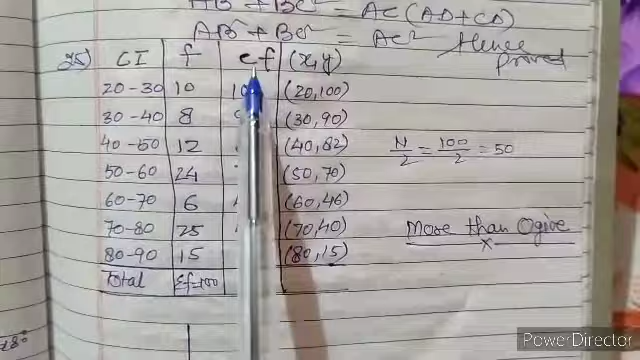 AB² + BC² = AC (AD+CD)
AB² + BC² = AC² Hence proved
25) CI f cf (x,y)
20-30 10 10 (20,100)
30-40 8 (30,90)
40-50 12 (40,82)
50-60 24 (50,70)
60-70 6 (60,46)
70-80 25 (70,40)
80-90 15 (80,15)
Total Σf=100
N/2 = 100/2 = 50
More than Ogive
x
PowerDirector